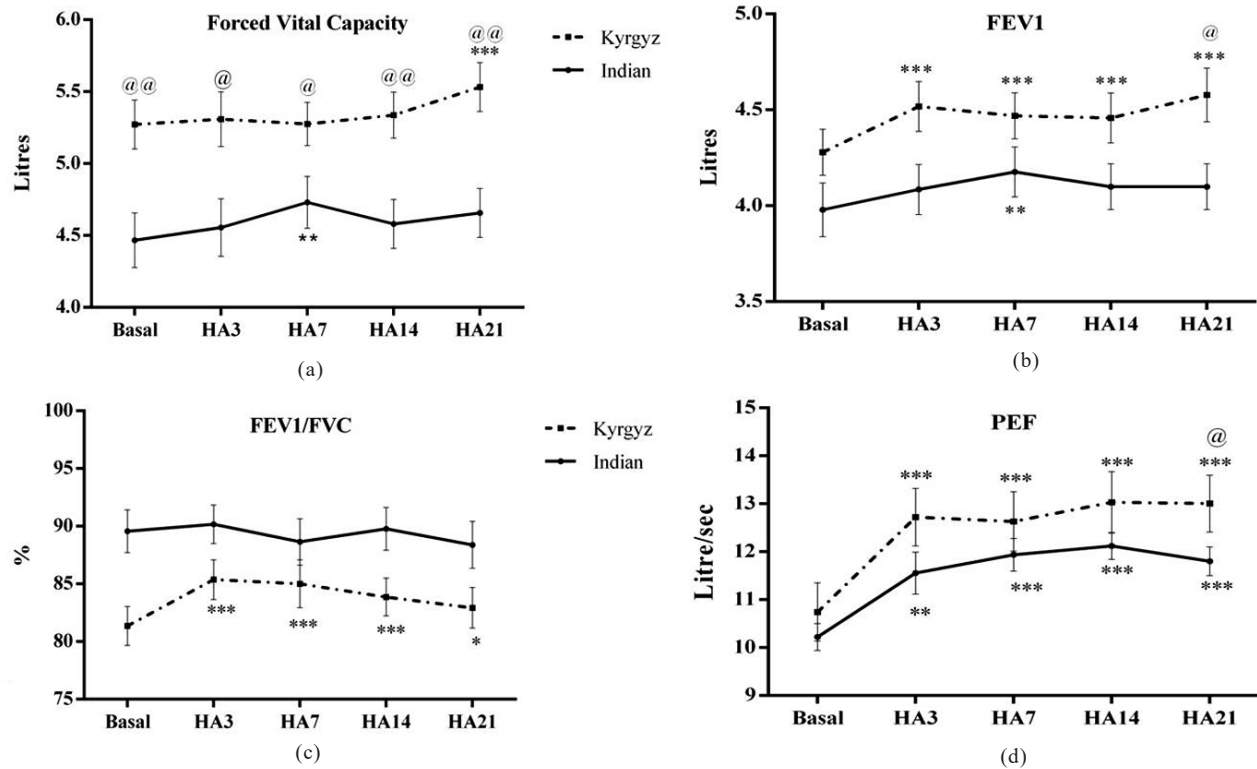 Forced Vital Capacity
Litres
6.0
5.5
5.0
4.5
4.0
@@
@
@
@@
@@
***
**
Basal HA3 HA7 HA14 HA21
(a)
Kyrgyz
Indian
FEV1
Litres
5.0
4.5
4.0
3.5
***
***
***
@
***
**
Basal HA3 HA7 HA14 HA21
(b)
FEV1/FVC
%
100
95
90
85
80
75
***
***
***
*
Basal HA3 HA7 HA14 HA21
(c)
Kyrgyz
Indian
PEF
Litre/sec
15
14
13
12
11
10
9
***
***
***
@
***
**
***
***
***
Basal HA3 HA7 HA14 HA21
(d)